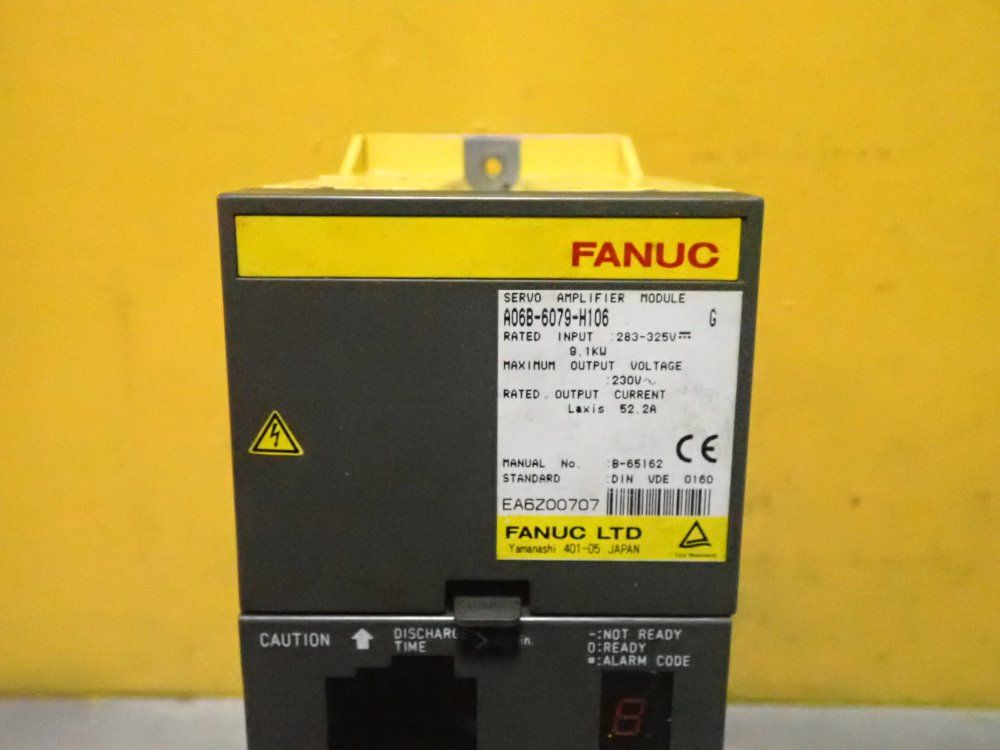 FANUC
SERVO AMPLIFIER MODULE
A06B-6079-H106 G
RATED INPUT :283-325V⎓
9.1KW
MAXIMUM OUTPUT VOLTAGE
:230V~
RATED OUTPUT CURRENT
Laxis 52.2A
CE
MANUAL No. :B-65162
STANDARD :DIN VDE 0160
EA6Z00707
FANUC LTD
Yamanashi 401-05 JAPAN
CAUTION
DISCHARGE
TIME
-:NOT READY
0:READY
:ALARM CODE